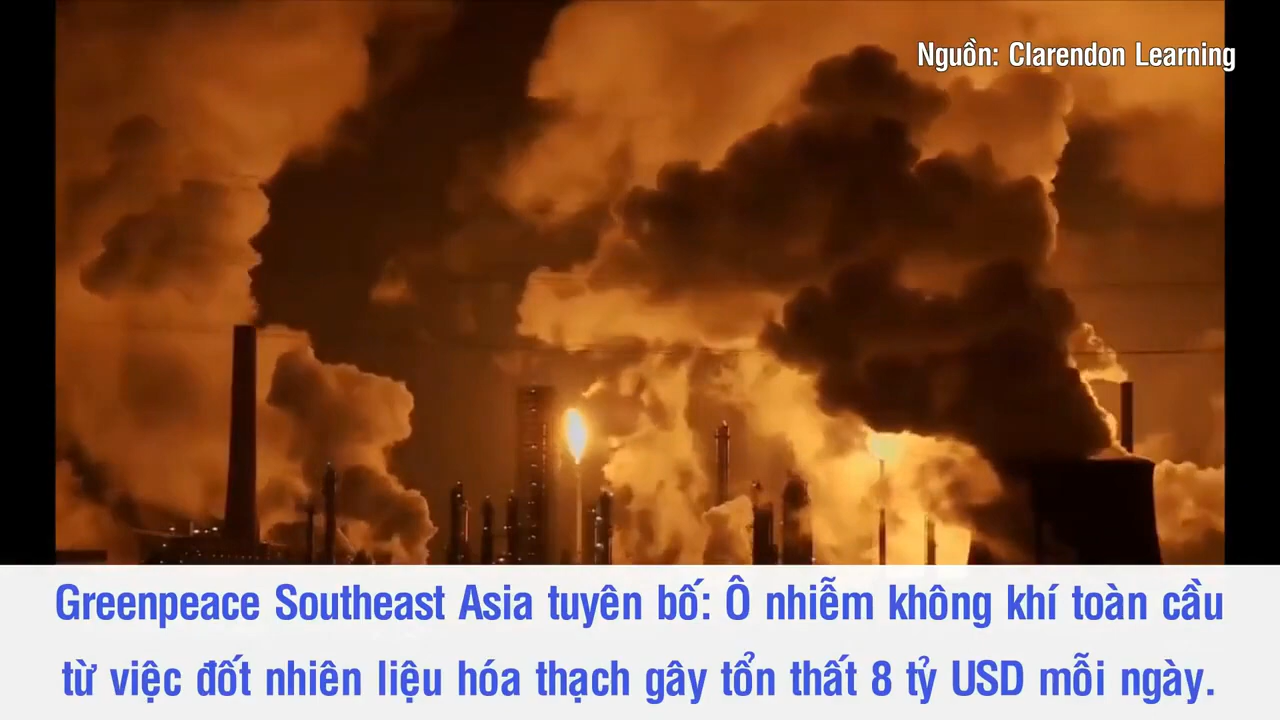 Nguồn: Clarendon Learning
Greenpeace Southeast Asia tuyên bố: Ô nhiễm không khí toàn cầu
từ việc đốt nhiên liệu hóa thạch gây tổn thất 8 tỷ USD mỗi ngày.